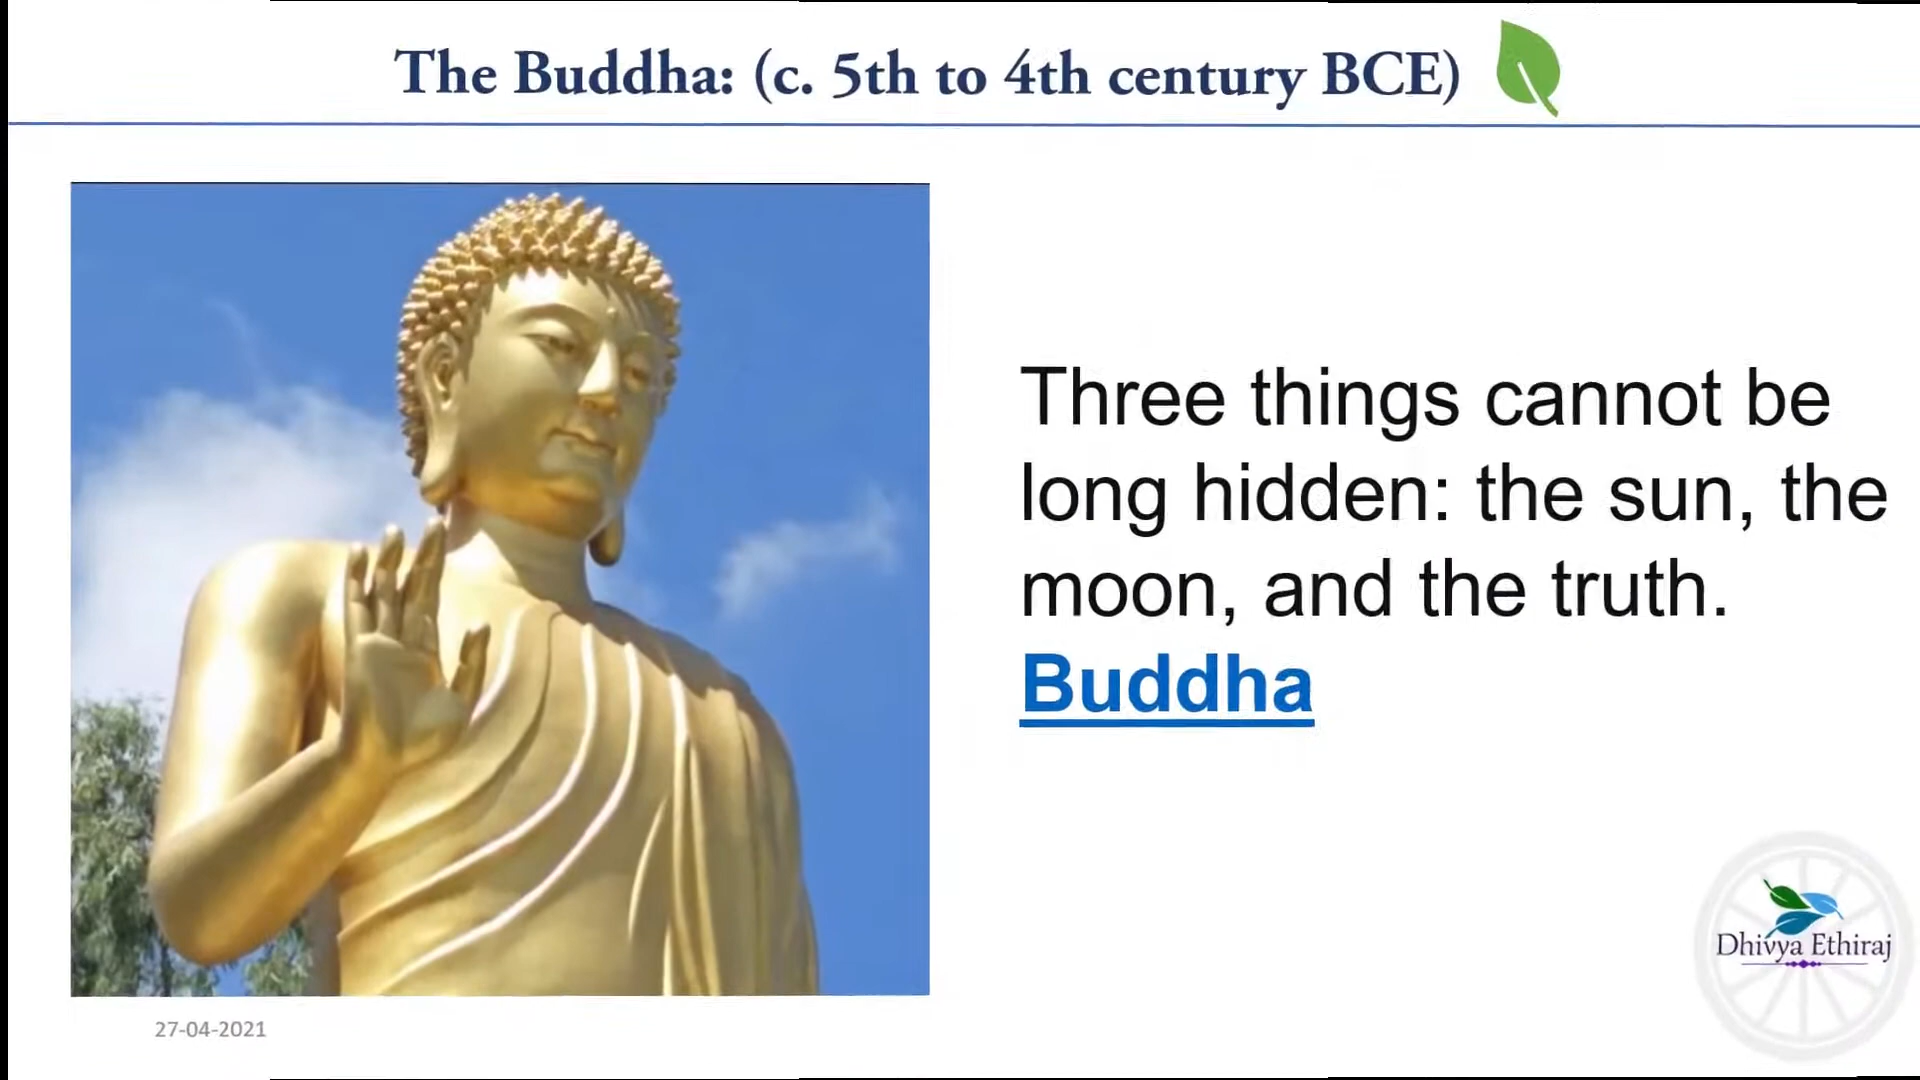 The Buddha: (c. 5th to 4th century BCE)
Three things cannot be
long hidden: the sun, the
moon, and the truth.
Buddha
Dhivya Ethiraj
27-04-2021